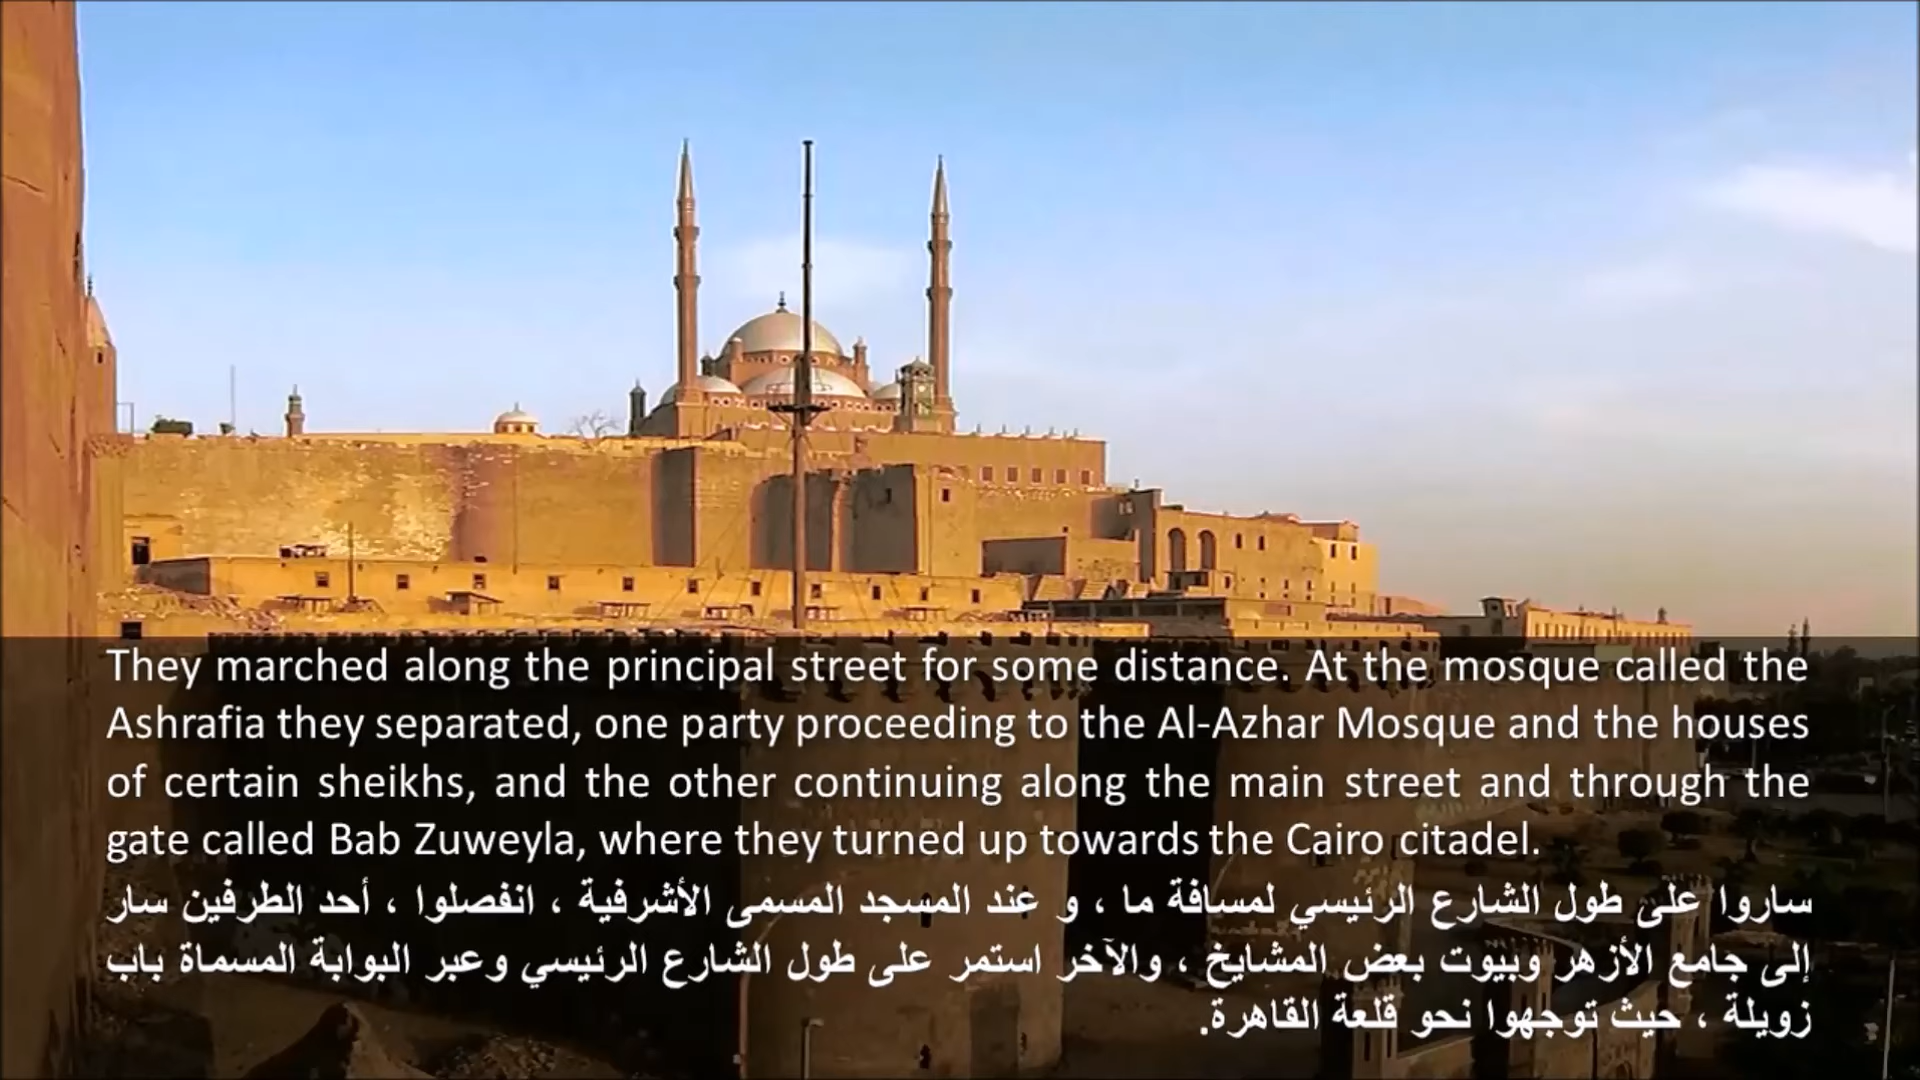 They marched along the principal street for some distance. At the mosque called the
Ashrafia they separated, one party proceeding to the Al-Azhar Mosque and the houses
of certain sheikhs, and the other continuing along the main street and through the
gate called Bab Zuweyla, where they turned up towards the Cairo citadel.
ساروا على طول الشارع الرئيسي لمسافة ما ، و عند المسجد المسمى الأشرفية ، انفصلوا ، أحد الطرفين سار
إلى جامع الأزهر وبيوت بعض المشايخ ، والآخر استمر على طول الشارع الرئيسي وعبر البوابة المسماة باب
زويلة ، حيث توجهوا نحو قلعة القاهرة.